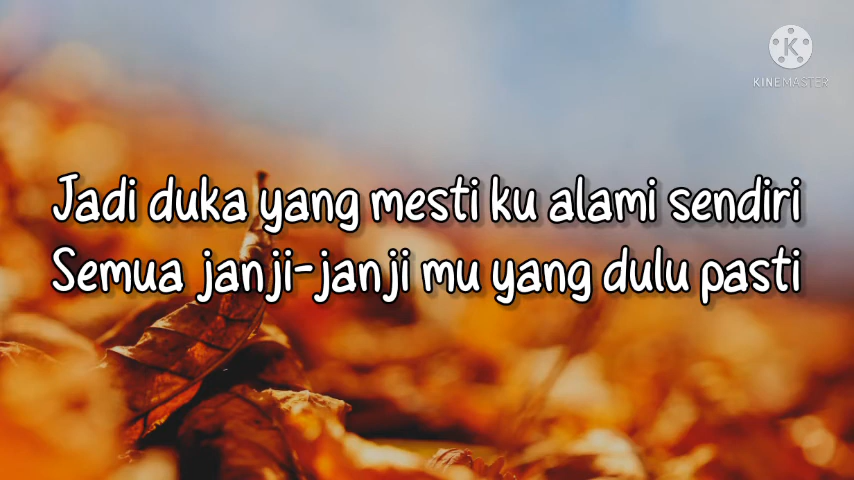 KINEMASTER
Jadi duka yang mesti ku alami sendiri
Semua janji-janji mu yang dulu pasti